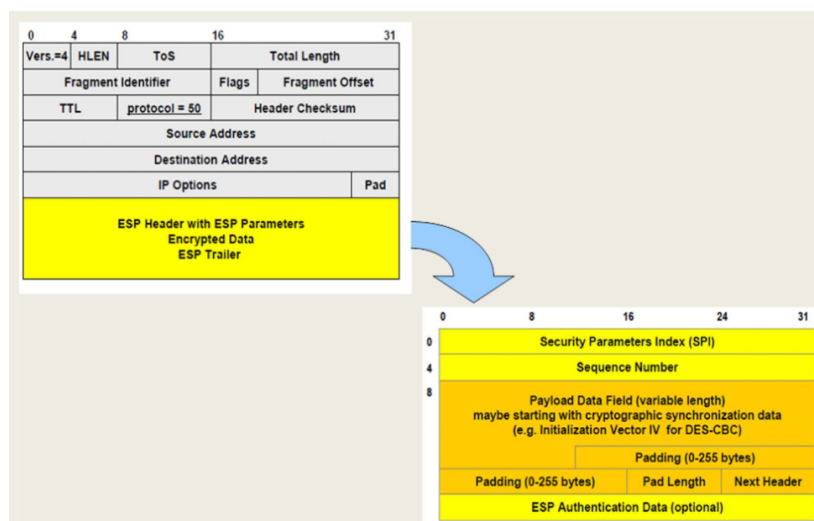 0 4 8 16 31
Vers.=4 HLEN ToS Total Length
Fragment Identifier Flags Fragment Offset
TTL protocol = 50 Header Checksum
Source Address
Destination Address
IP Options Pad
ESP Header with ESP Parameters
Encrypted Data
ESP Trailer
0 8 16 24 31
0 Security Parameters Index (SPI)
4 Sequence Number
8 Payload Data Field (variable length)
maybe starting with cryptographic synchronization data
(e.g. Initialization Vector IV for DES-CBC)
Padding (0-255 bytes)
Padding (0-255 bytes) Pad Length Next Header
ESP Authentication Data (optional)